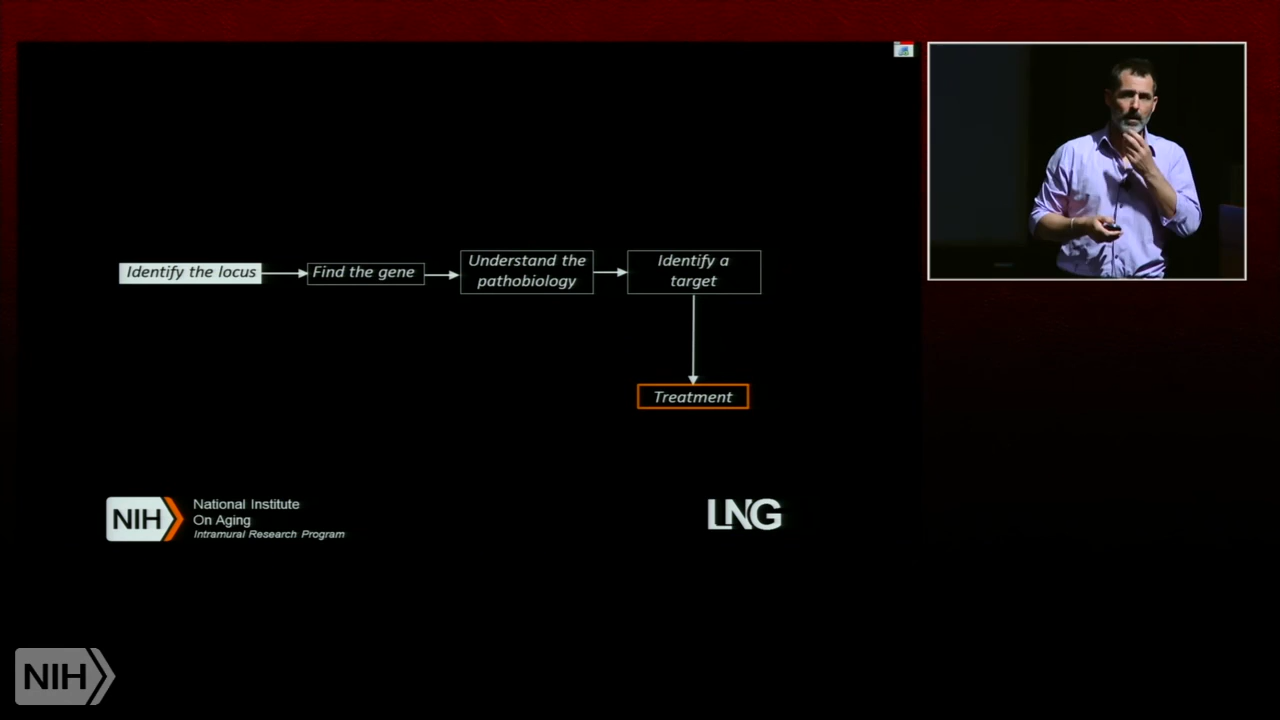 Identify the locus
Find the gene
Understand the
pathobiology
Identify a
target
Treatment
NIH
National Institute
On Aging
Intramural Research Program
LNG
NIH